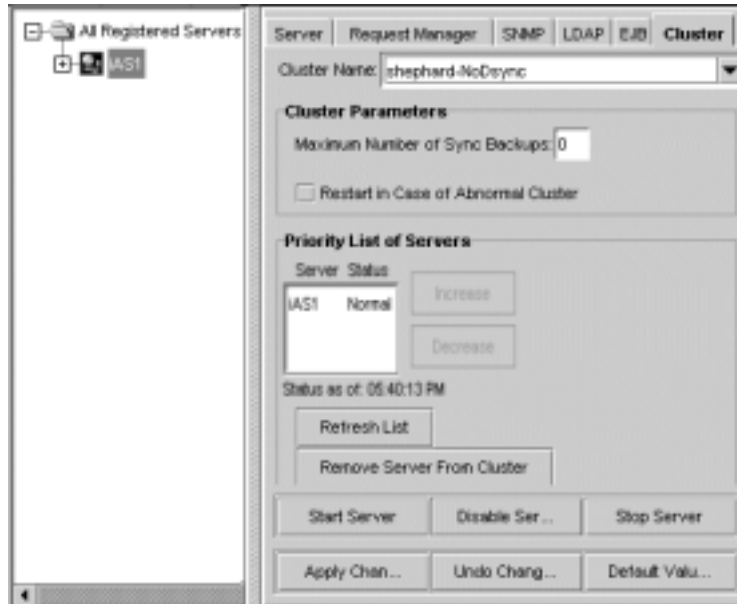 All Registered Servers
iAS1
Server Request Manager SNMP LDAP EJB Cluster
Cluster Name: shephard-NoDsync
Cluster Parameters
Maximum Number of Sync Backups: 0
Restart in Case of Abnormal Cluster
Priority List of Servers
Server Status
iAS1 Normal
Increase
Decrease
Status as of: 05:40:13 PM
Refresh List
Remove Server From Cluster
Start Server Disable Ser... Stop Server
Apply Chan... Undo Chang... Default Valu...